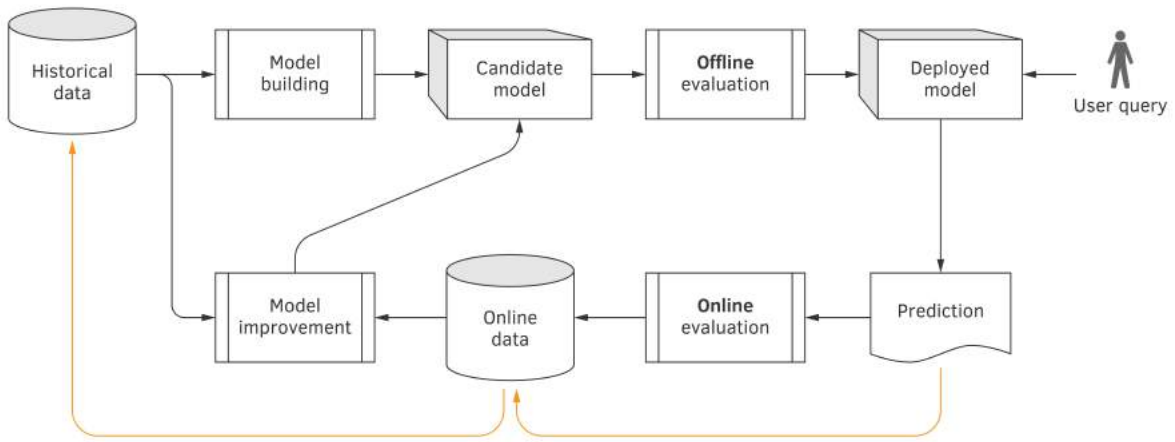 Historical
data
Model
building
Candidate
model
Offline
evaluation
Deployed
model
User query
Model
improvement
Online
data
Online
evaluation
Prediction